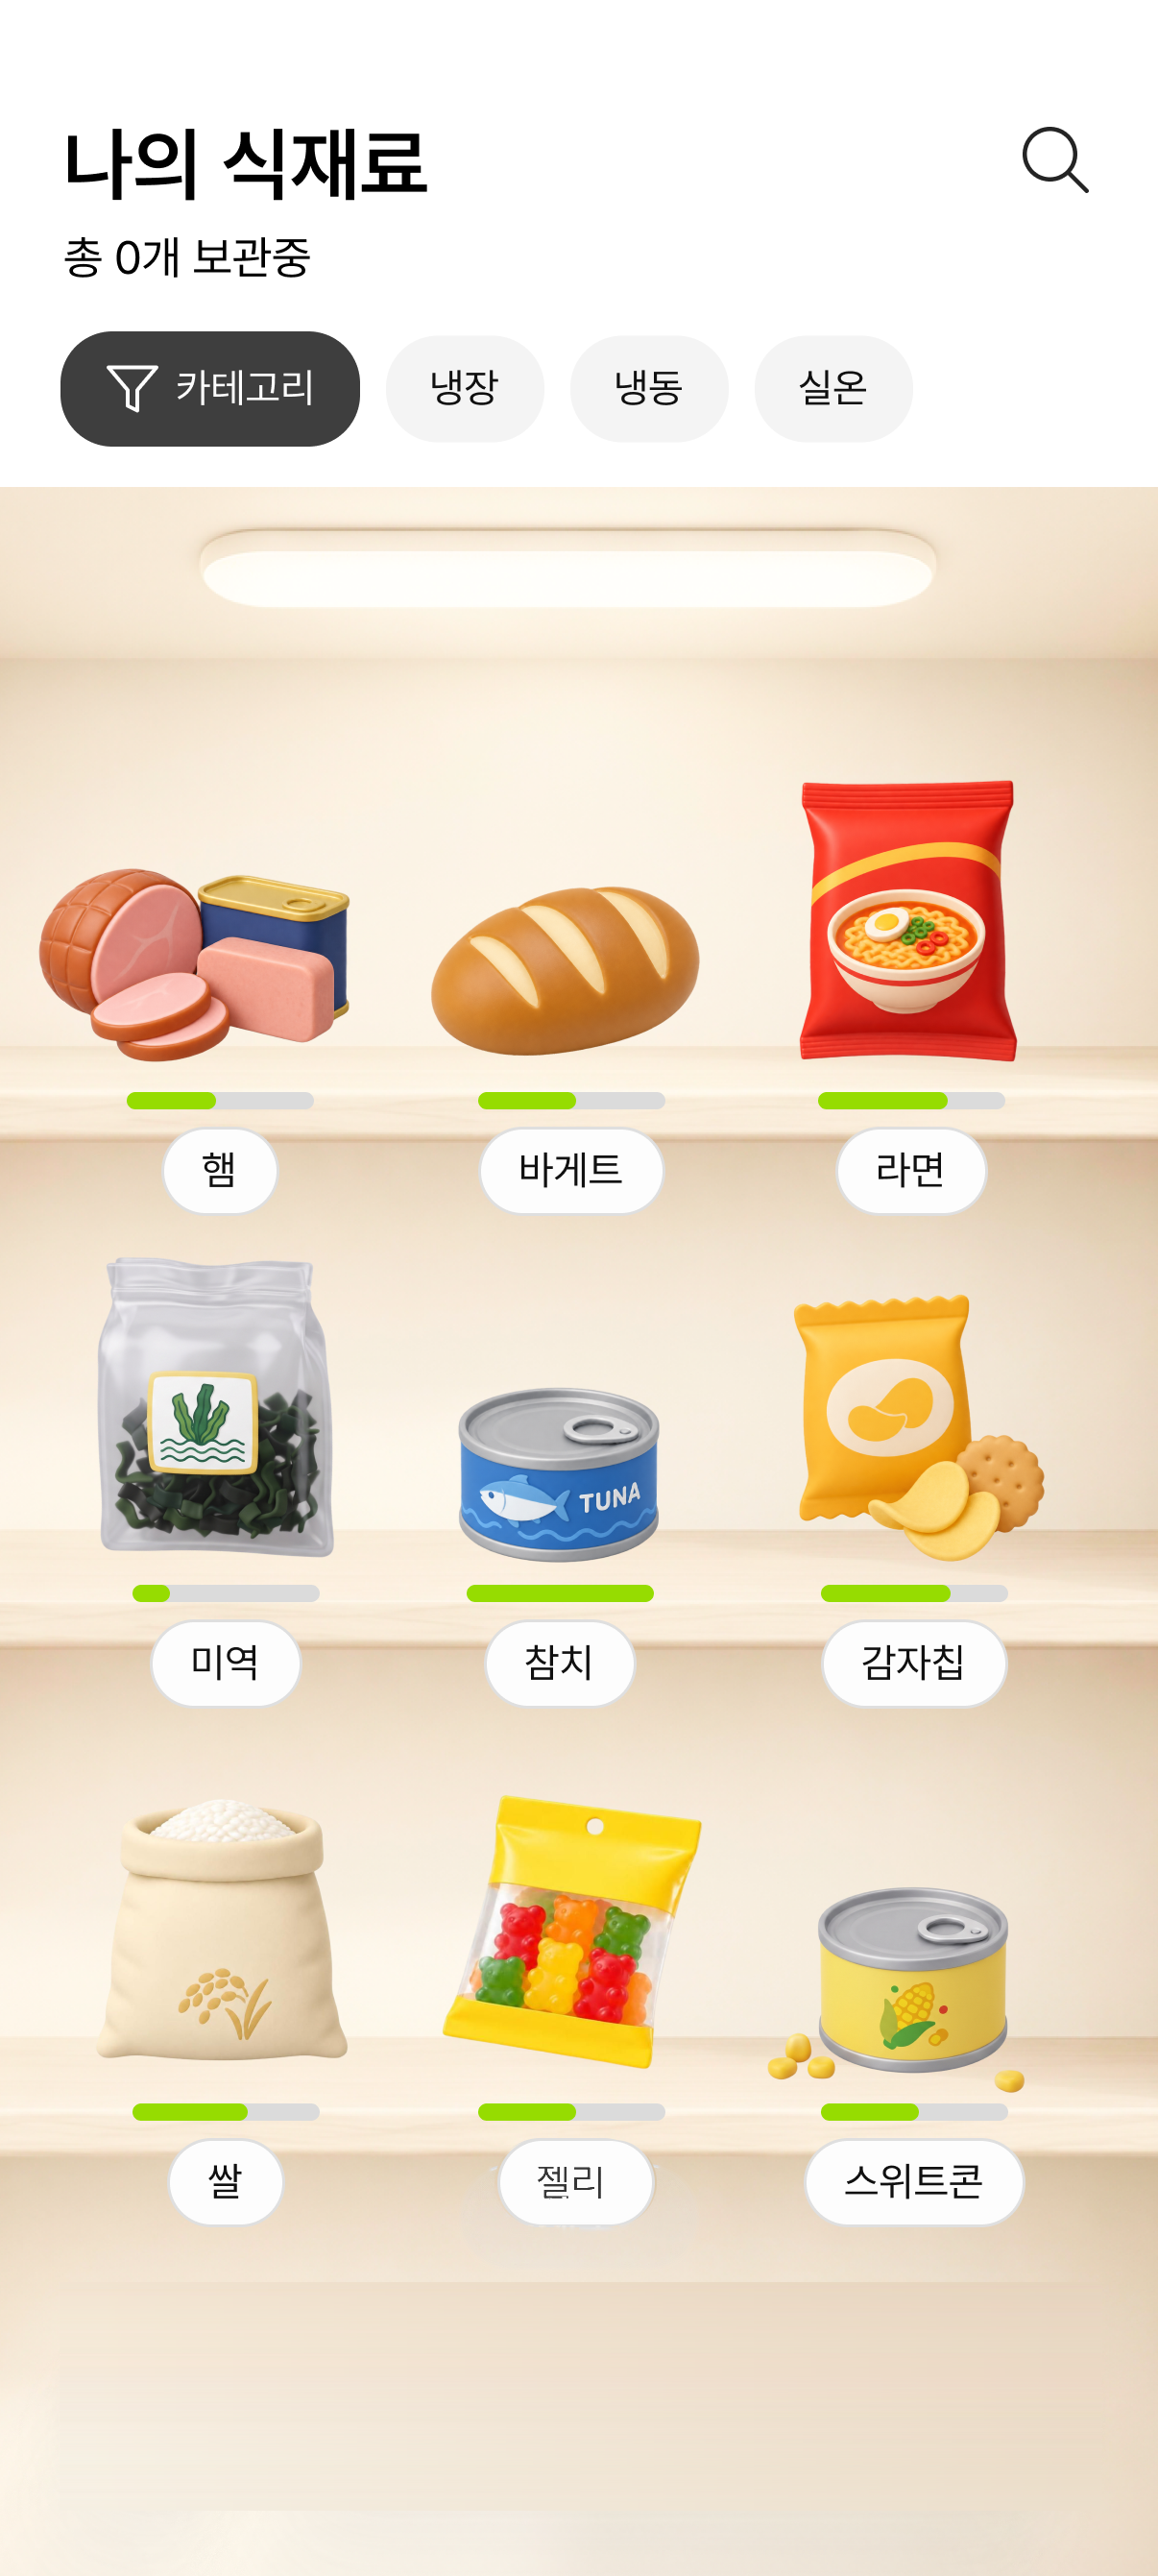 나의 식재료
총 0개 보관중
카테고리 냉장 냉동 실온
햄 바게트 라면
TUNA
미역 참치 감자칩
쌀 젤리 스위트콘